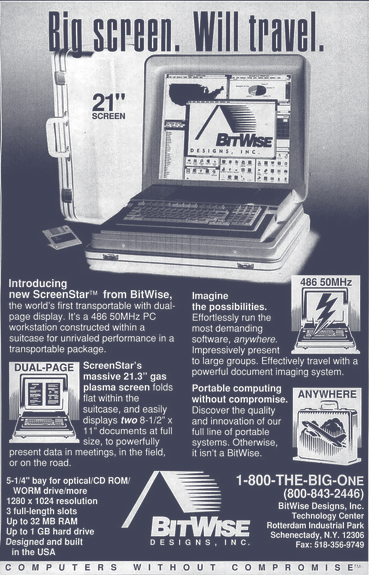 Big screen. Will travel.
21"
SCREEN
BITWISE
DESIGNS, INC.
Introducing
new ScreenStar™ from BitWise,
the world's first transportable with dual-
page display. It's a 486 50MHz PC
workstation constructed within a
suitcase for unrivaled performance in a
transportable package.
DUAL-PAGE
ScreenStar's
massive 21.3" gas
plasma screen folds
flat within the
suitcase, and easily
displays two 8-1/2" x
11" documents at full
size, to powerfully
present data in meetings, in the field,
or on the road.
Imagine
the possibilities.
Effortlessly run the
most demanding
software, anywhere.
Impressively present
to large groups. Effectively travel with a
powerful document imaging system.
486 50MHz
Portable computing
without compromise.
Discover the quality
and innovation of our
full line of portable
systems. Otherwise,
it isn't a BitWise.
ANYWHERE
5-1/4" bay for optical/CD ROM/
WORM drive/more
1280 x 1024 resolution
3 full-length slots
Up to 32 MB RAM
Up to 1 GB hard drive
Designed and built
in the USA
BITWISE
DESIGNS, INC.
1-800-THE-BIG-ONE
(800-843-2446)
BitWise Designs, Inc.
Technology Center
Rotterdam Industrial Park
Schenectady, N.Y. 12306
Fax: 518-356-9749
COMPUTERS WITHOUT COMPROMISE™